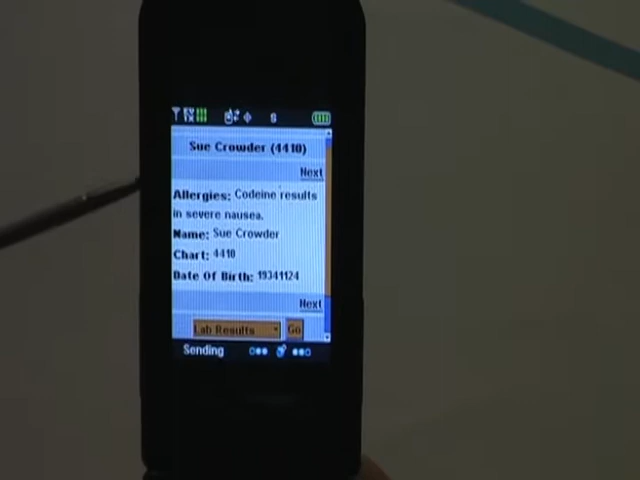 Sue Crowder (4410)
Next
Allergies: Codeine results
in severe nausea.
Name: Sue Crowder
Chart: 4410
Date Of Birth: 19341124
Next
Lab Results Go
Sending